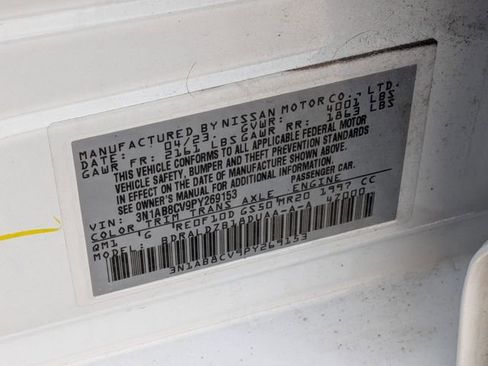 MANUFACTURED BY NISSAN MOTOR CO., LTD.
DATE: 04/23. GVWR: 4001 LBS
GAWR FR: 2161 LBS GAWR RR: 1863 LBS
THIS VEHICLE CONFORMS TO ALL APPLICABLE FEDERAL MOTOR
VEHICLE SAFETY, BUMPER AND THEFT PREVENTION STANDARDS
IN EFFECT ON THE DATE OF MANUFACTURE SHOWN ABOVE.
SEE OWNER'S MANUAL FOR ADDITIONAL INFORMATION.
VIN: 3N1AB8CV9PY269153 PASSENGER CAR.
COLOR TRIM TRANS AXLE ENGINE
QM1 G RE0F10D GS50 MR20 1997 CC
MODEL: BDRALDZB18DUAA-A-A 47000
3N1AB8CV9PY269153